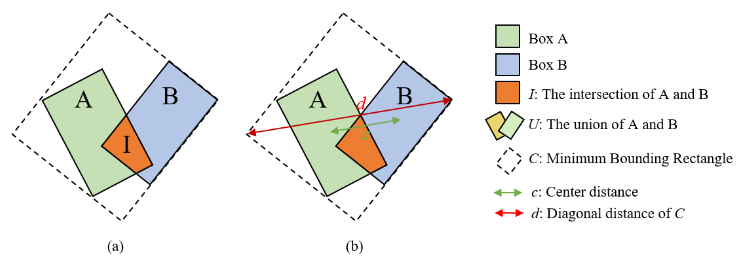 A
B
I
(a)
A
B
d
c
(b)
Box A
Box B
I: The intersection of A and B
U: The union of A and B
C: Minimum Bounding Rectangle
c: Center distance
d: Diagonal distance of C